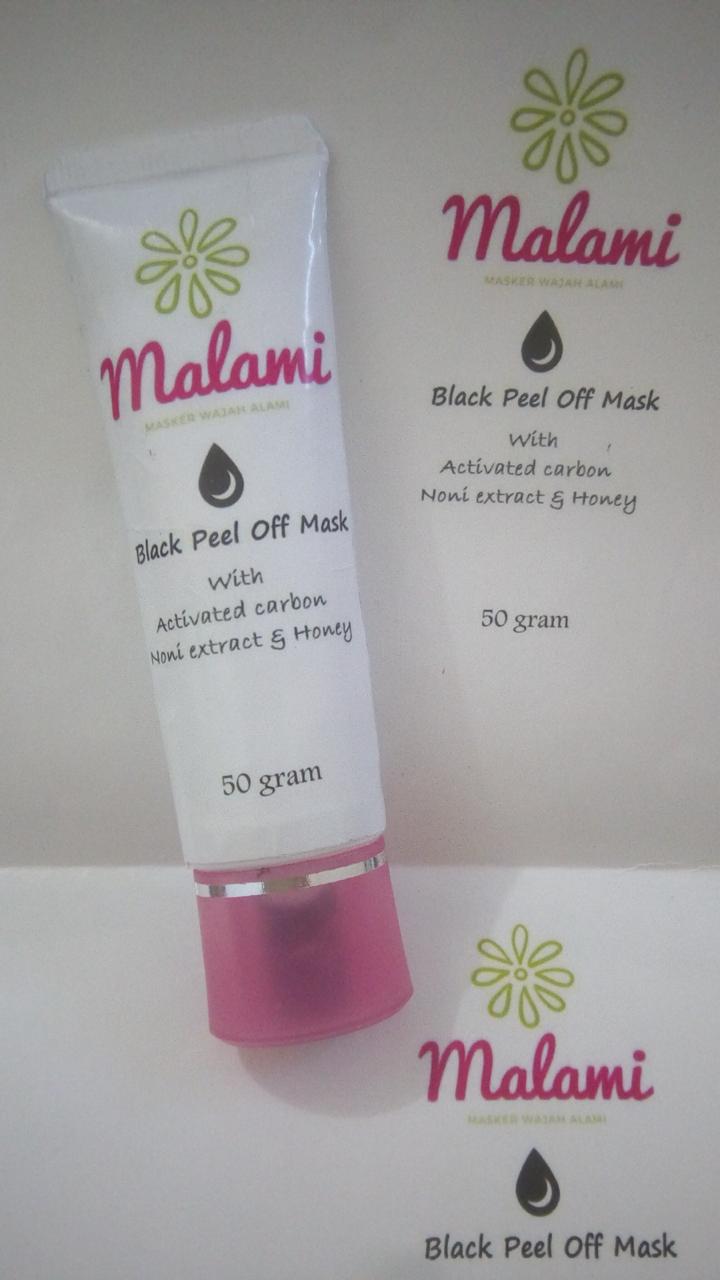 Malami
MASKER WAJAH ALAMI
Black Peel Off Mask
With
Activated carbon
Noni extract & Honey
50 gram
Malami
MASKER WAJAH ALAMI
Black Peel Off Mask
With
Activated carbon
Noni extract & Honey
50 gram
Malami
MASKER WAJAH ALAMI
Black Peel Off Mask